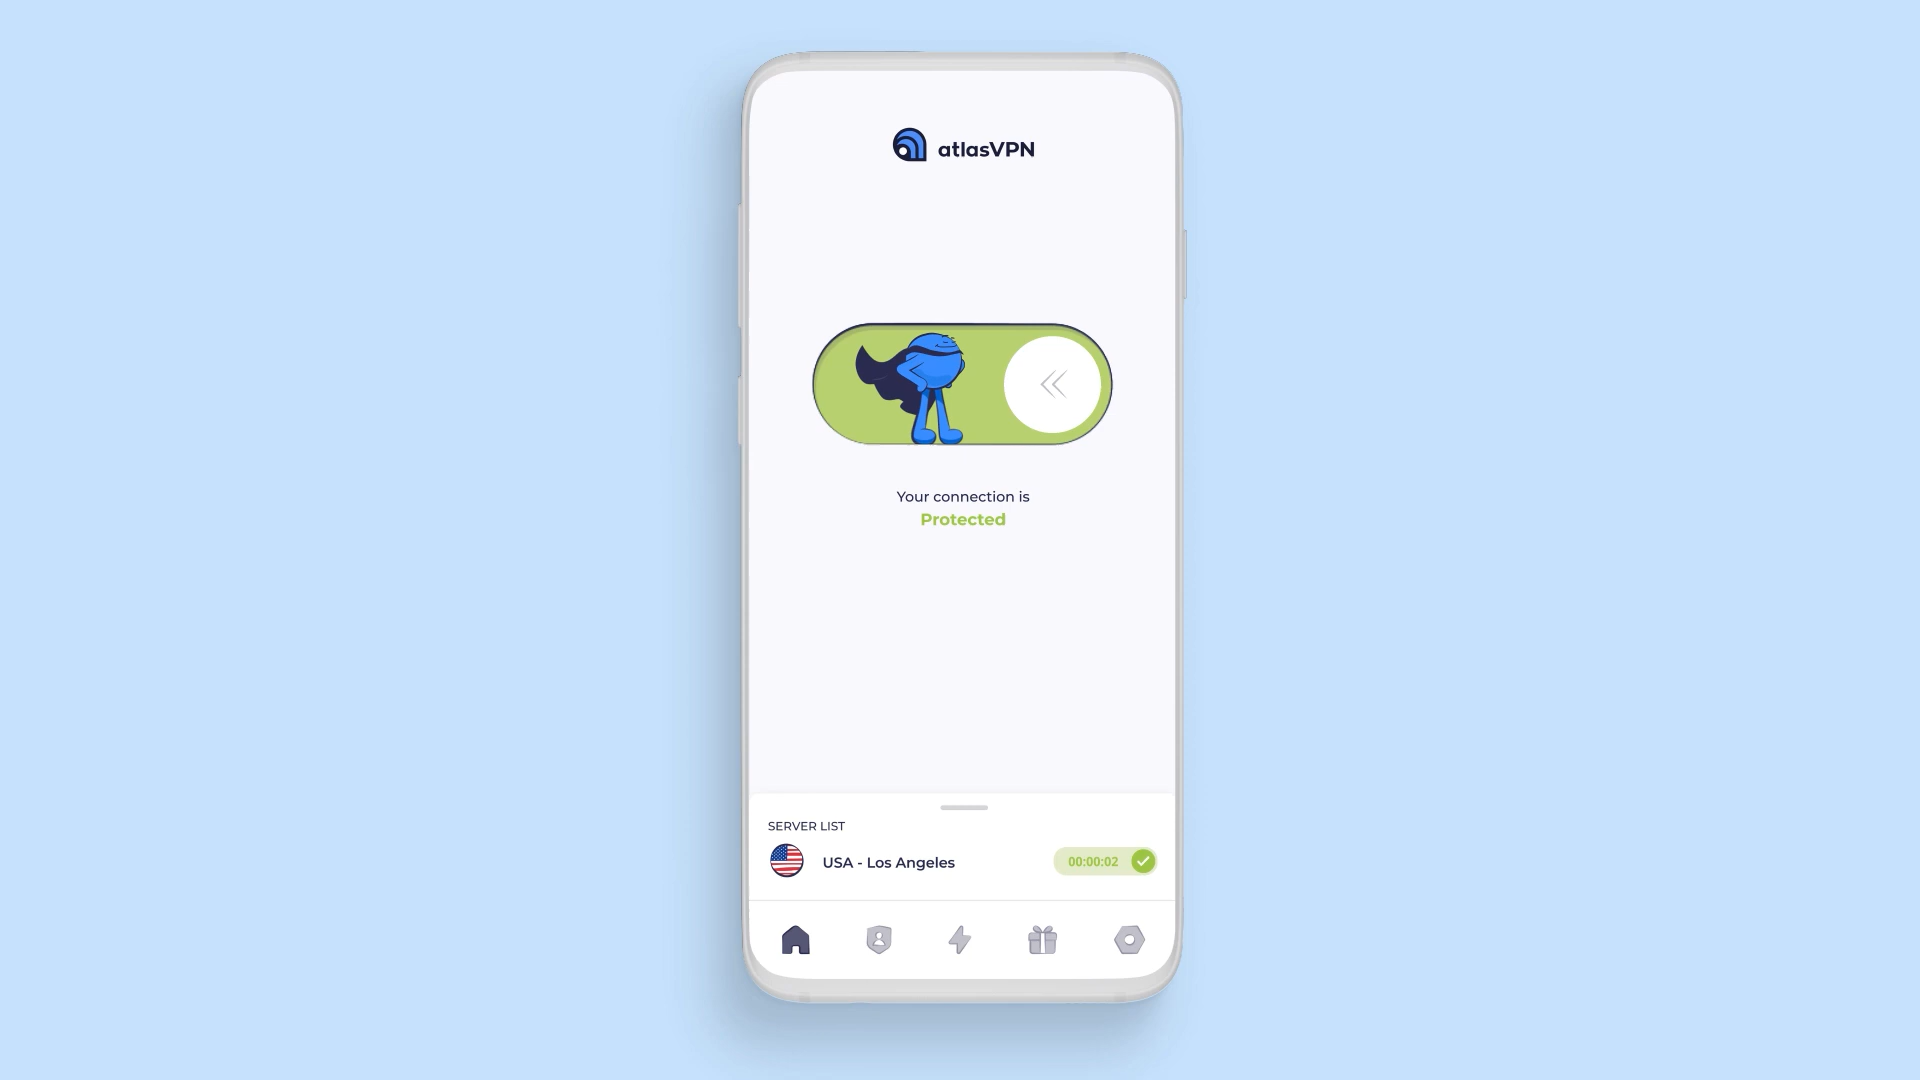 atlasVPN
Your connection is
Protected
SERVER LIST
USA - Los Angeles
00:00:02